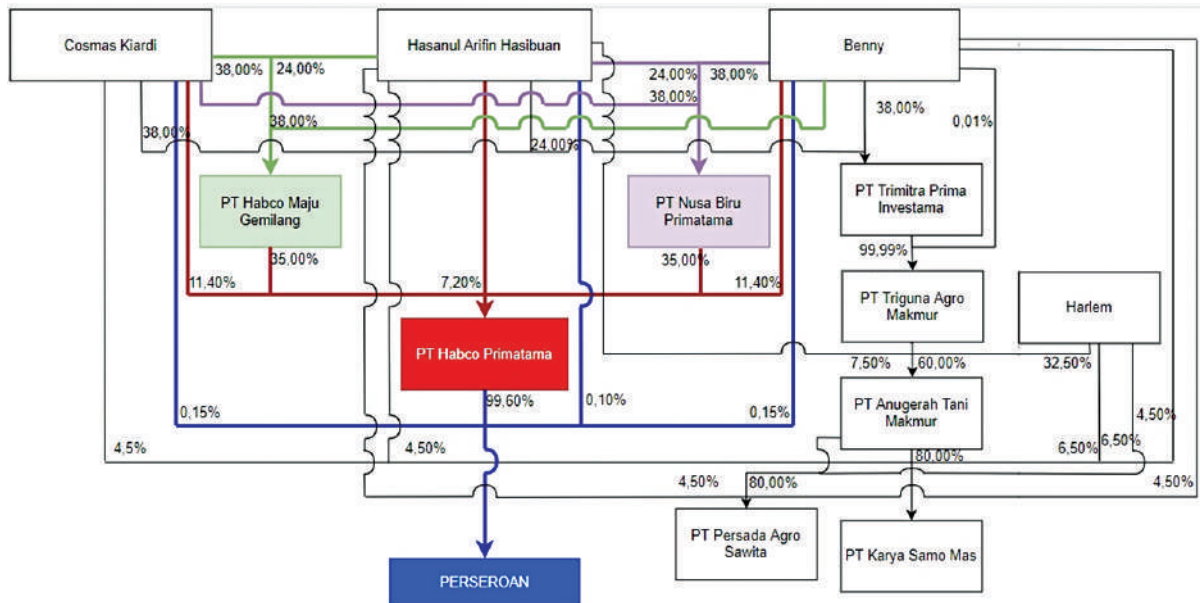 Cosmas Kiardi
Hasanul Arifin Hasibuan
Benny
38,00%
24,00%
24,00%
38,00%
38,00%
38,00%
0,01%
38,00%
38,00%
24,00%
PT Habco Maju
Gemilang
PT Nusa Biru
Primatama
PT Trimitra Prima
Investama
35,00%
35,00%
99,99%
11,40%
7,20%
11,40%
PT Triguna Agro
Makmur
Harlem
PT Habco Primatama
7,50%
60,00%
32,50%
99,60%
0,15%
0,10%
0,15%
PT Anugerah Tani
Makmur
4,50%
4,5%
4,50%
80,00%
6,50%
6,50%
4,50%
80,00%
4,50%
PT Persada Agro
Sawita
PT Karya Samo Mas
PERSEROAN